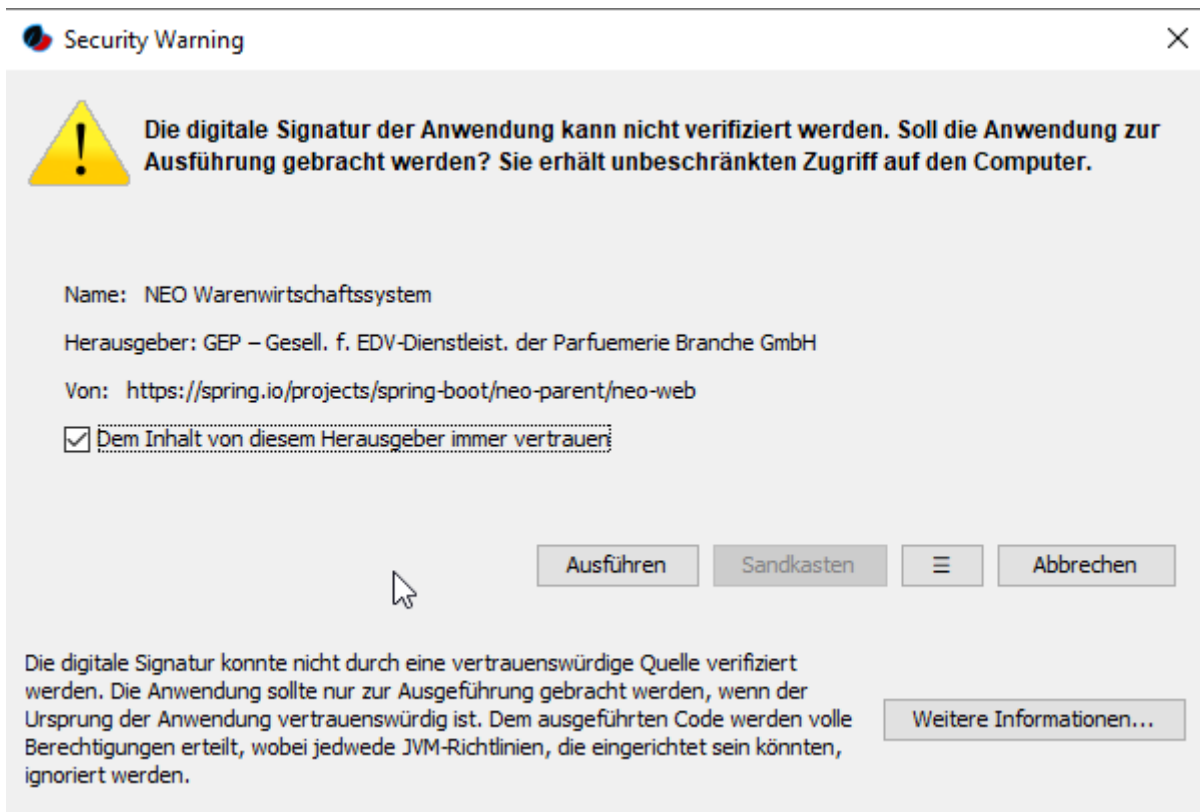 Security Warning
Die digitale Signatur der Anwendung kann nicht verifiziert werden. Soll die Anwendung zur
Ausführung gebracht werden? Sie erhält unbeschränkten Zugriff auf den Computer.
Name: NEO Warenwirtschaftssystem
Herausgeber: GEP – Gesell. f. EDV-Dienstleist. der Parfuemerie Branche GmbH
Von: https://spring.io/projects/spring-boot/neo-parent/neo-web
Dem Inhalt von diesem Herausgeber immer vertrauen
Ausführen Sandkasten ☰ Abbrechen
Die digitale Signatur konnte nicht durch eine vertrauenswürdige Quelle verifiziert
werden. Die Anwendung sollte nur zur Ausgeführung gebracht werden, wenn der
Ursprung der Anwendung vertrauenswürdig ist. Dem ausgeführten Code werden volle
Berechtigungen erteilt, wobei jedwede JVM-Richtlinien, die eingerichtet sein könnten,
ignoriert werden.
Weitere Informationen...